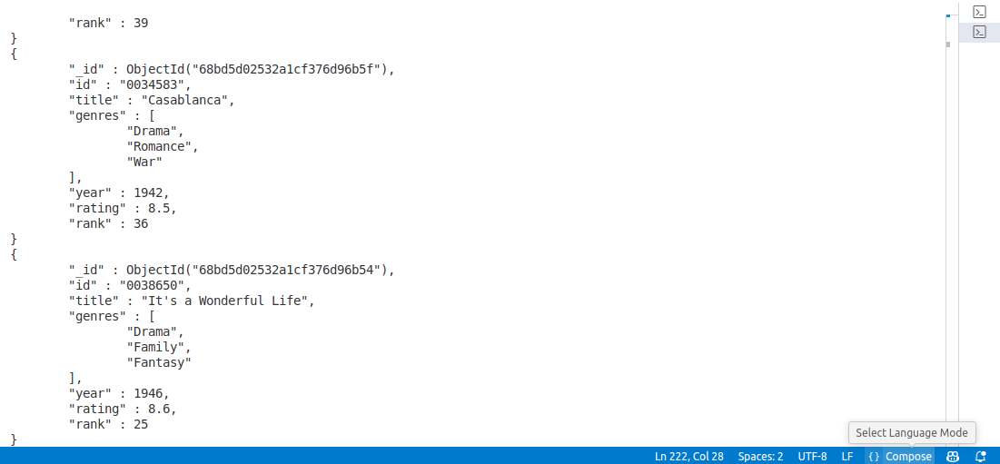 "rank" : 39
}
{
"_id" : ObjectId("68bd5d02532a1cf376d96b5f"),
"id" : "0034583",
"title" : "Casablanca",
"genres" : [
"Drama",
"Romance",
"War"
],
"year" : 1942,
"rating" : 8.5,
"rank" : 36
}
{
"_id" : ObjectId("68bd5d02532a1cf376d96b54"),
"id" : "0038650",
"title" : "It's a Wonderful Life",
"genres" : [
"Drama",
"Family",
"Fantasy"
],
"year" : 1946,
"rating" : 8.6,
"rank" : 25
}
Select Language Mode
Ln 222, Col 28 Spaces: 2 UTF-8 LF {} Compose